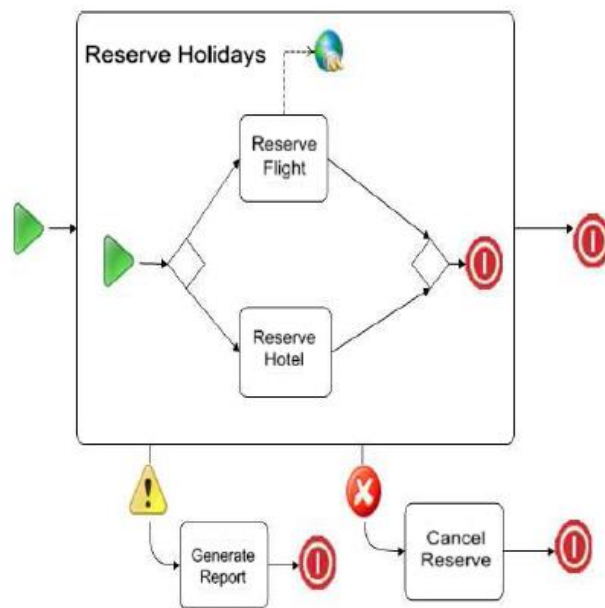 Reserve Holidays
Reserve
Flight
Reserve
Hotel
Generate
Report
Cancel
Reserve